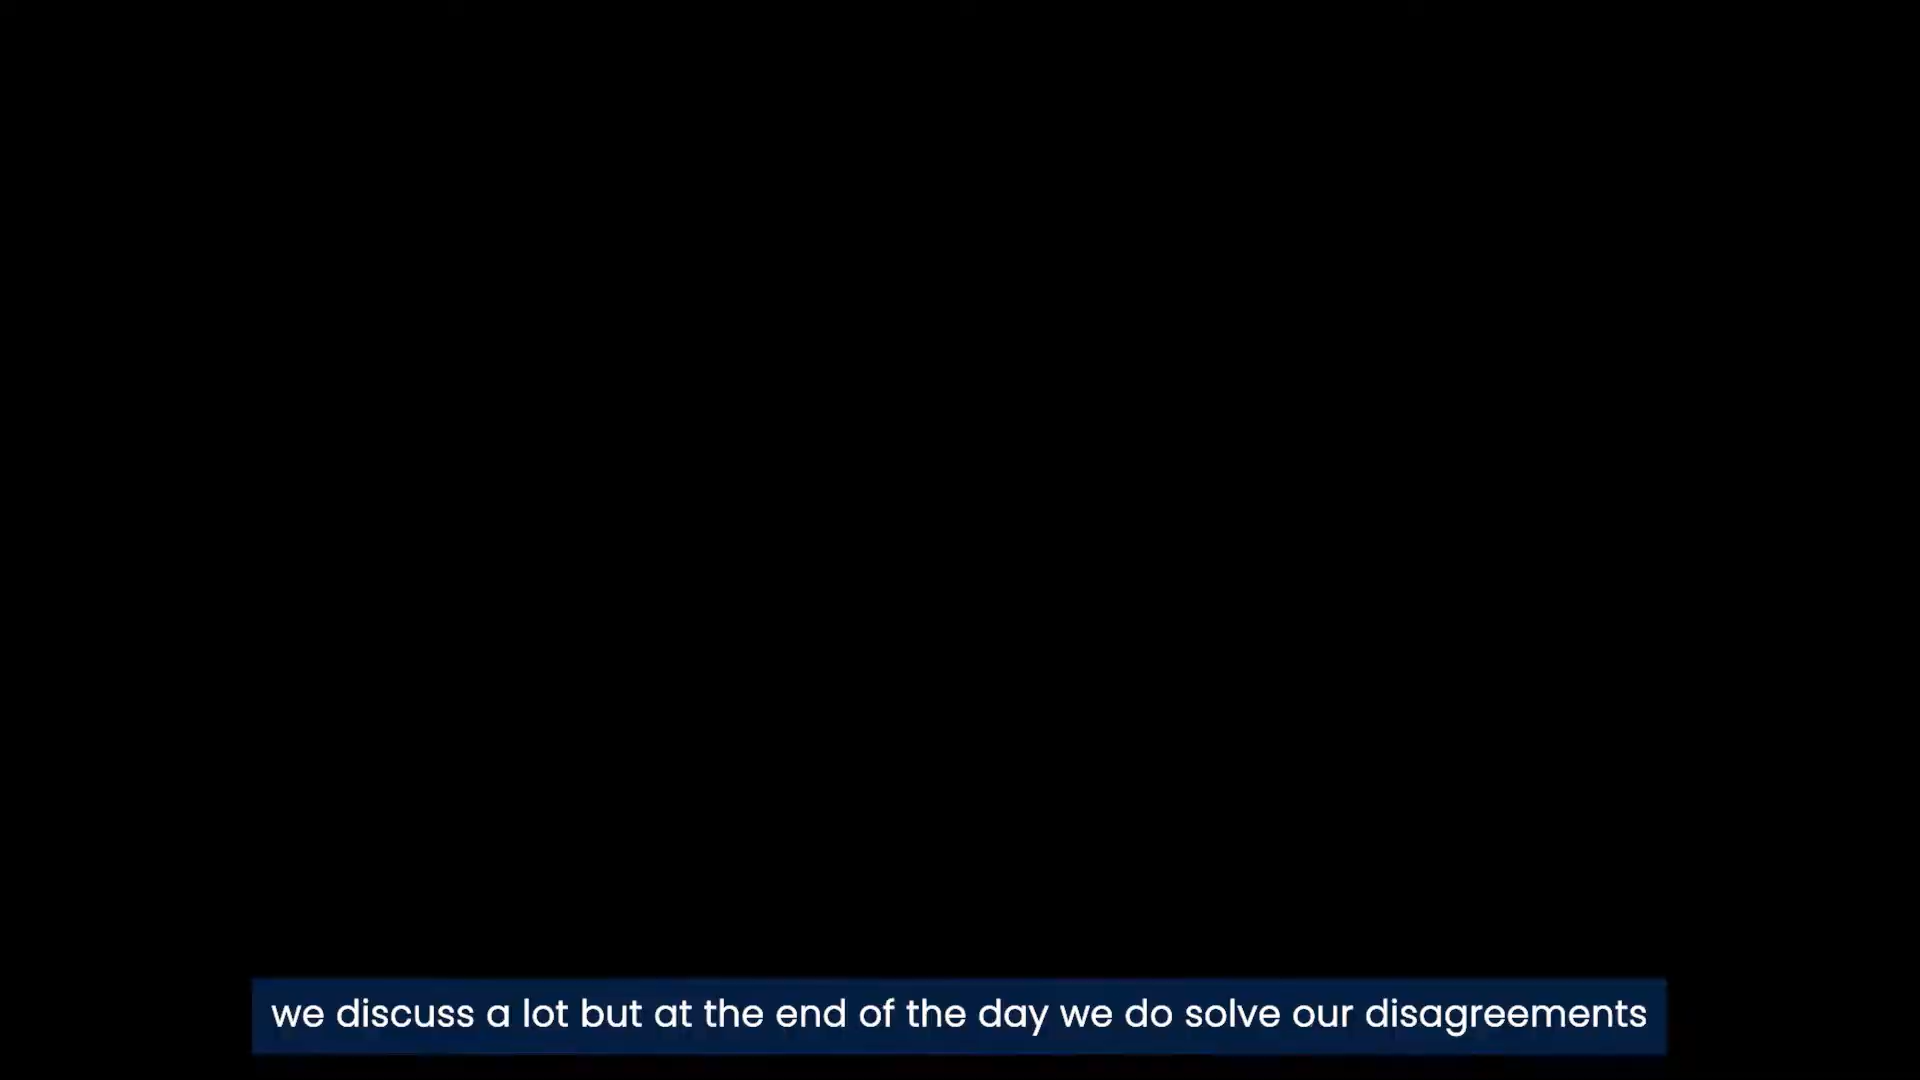 we discuss a lot but at the end of the day we do solve our disagreements